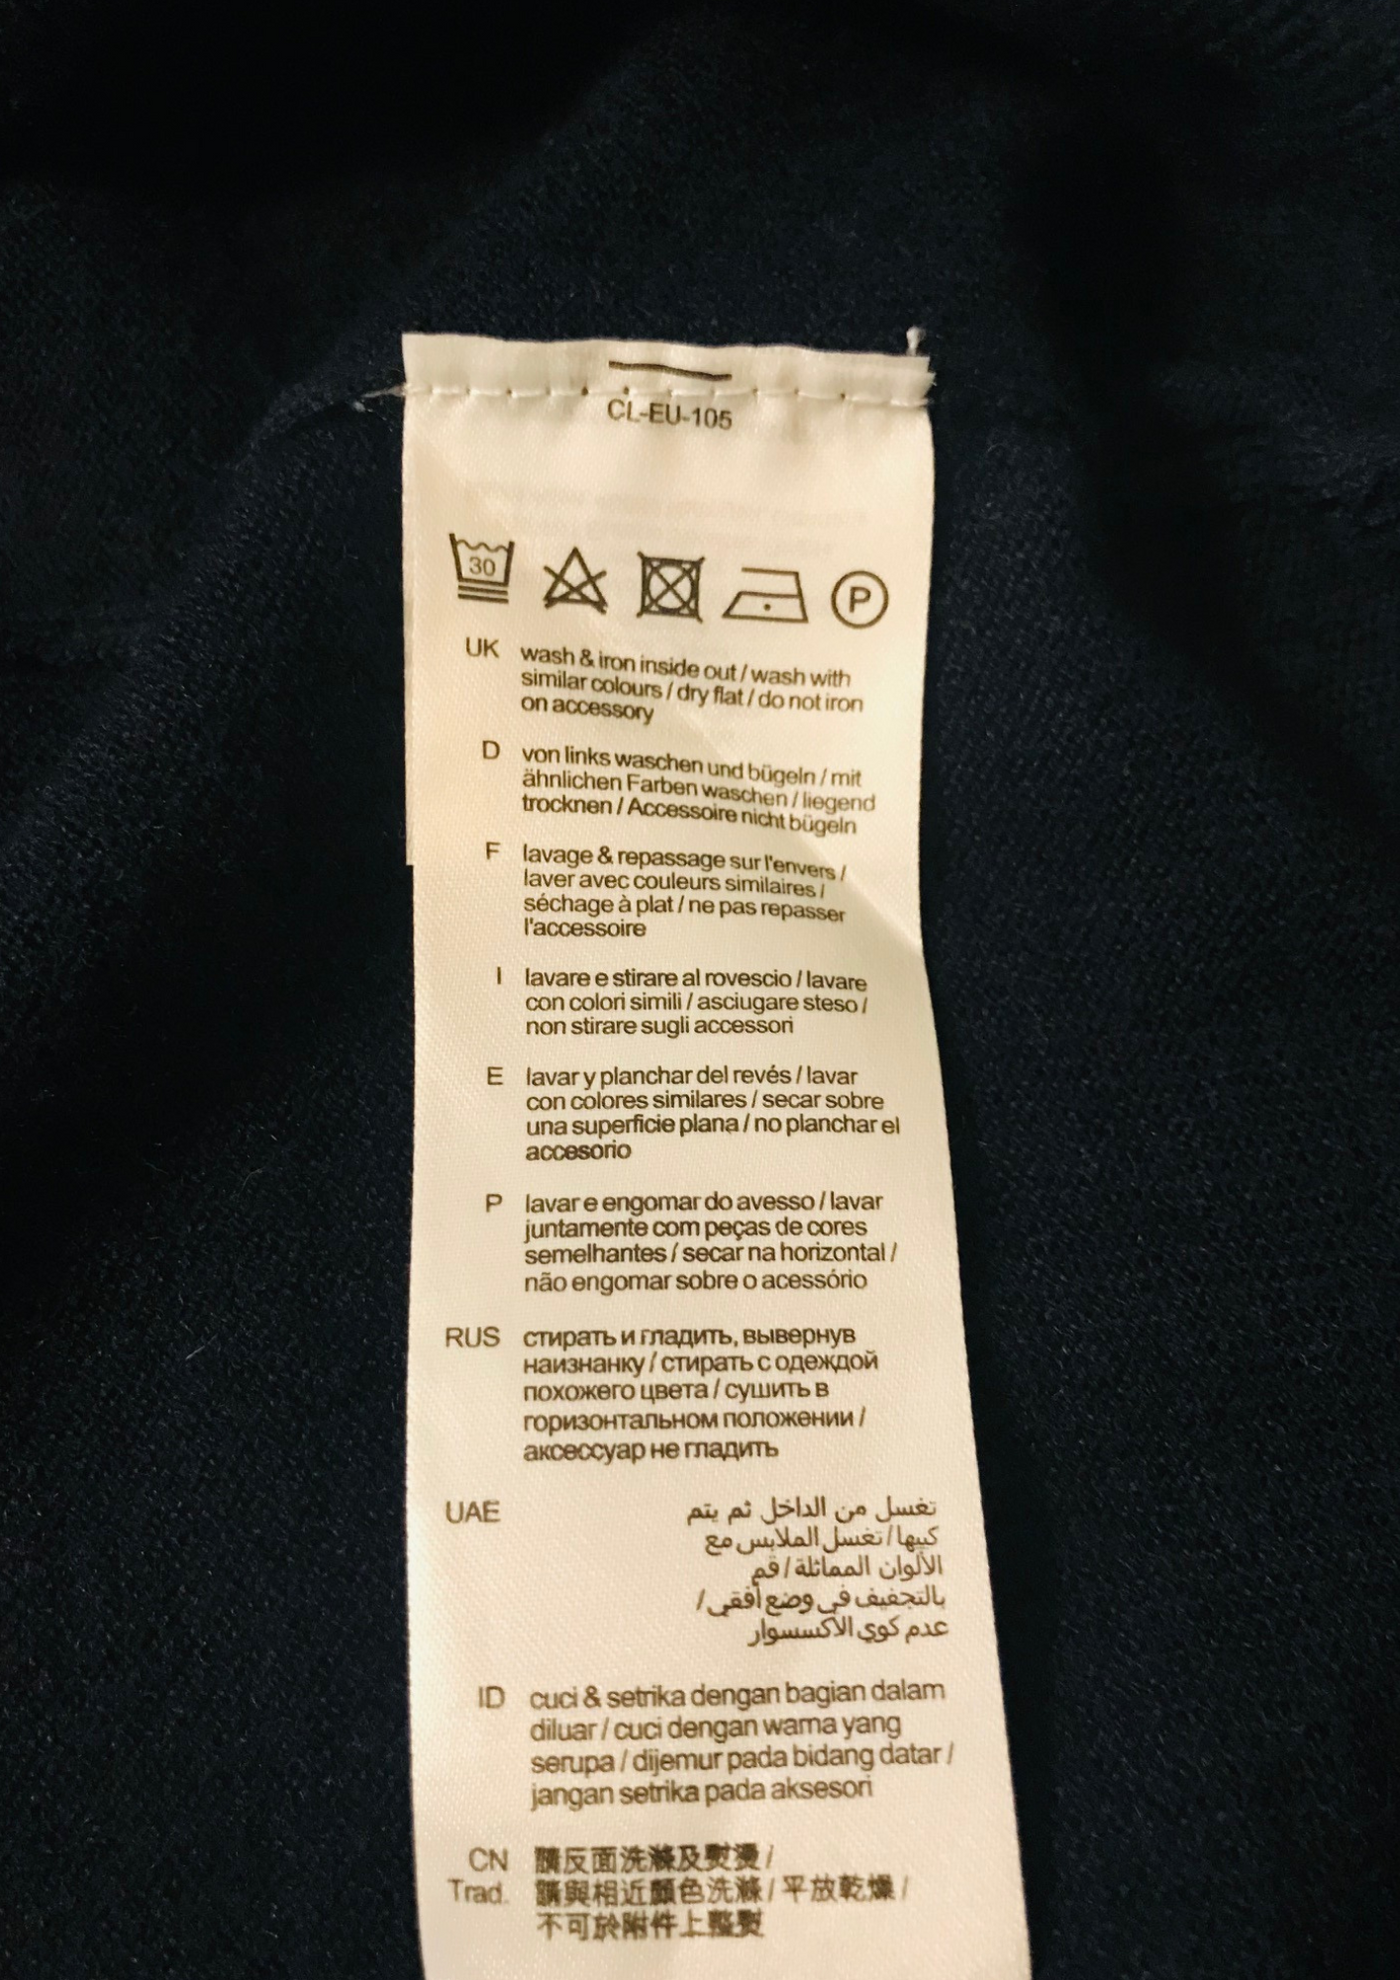 CL-EU-105
30
P
UK wash & iron inside out / wash with
similar colours / dry flat / do not iron
on accessory
D von links waschen und bügeln / mit
ähnlichen Farben waschen / liegend
trocknen / Accessoire nicht bügeln
F lavage & repassage sur l'envers /
laver avec couleurs similaires /
séchage à plat / ne pas repasser
l'accessoire
I lavare e stirare al rovescio / lavare
con colori simili / asciugare steso /
non stirare sugli accessori
E lavar y planchar del revés / lavar
con colores similares / secar sobre
una superficie plana / no planchar el
accesorio
P lavar e engomar do avesso / lavar
juntamente com peças de cores
semelhantes / secar na horizontal /
não engomar sobre o acessório
RUS стирать и гладить, вывернув
наизнанку / стирать с одеждой
похожего цвета / сушить в
горизонтальном положении /
аксессуар не гладить
UAE تغسل من الداخل ثم يتم
كيها / تغسل الملابس مع
الألوان المماثلة / قم
بالتجفيف في وضع أفقي /
عدم كوي الاكسسوار
ID cuci & setrika dengan bagian dalam
diluar / cuci dengan warna yang
serupa / dijemur pada bidang datar /
jangan setrika pada aksesori
CN 請反面洗滌及熨燙 /
Trad. 請與相近顏色洗滌 / 平放乾燥 /
不可於附件上整熨